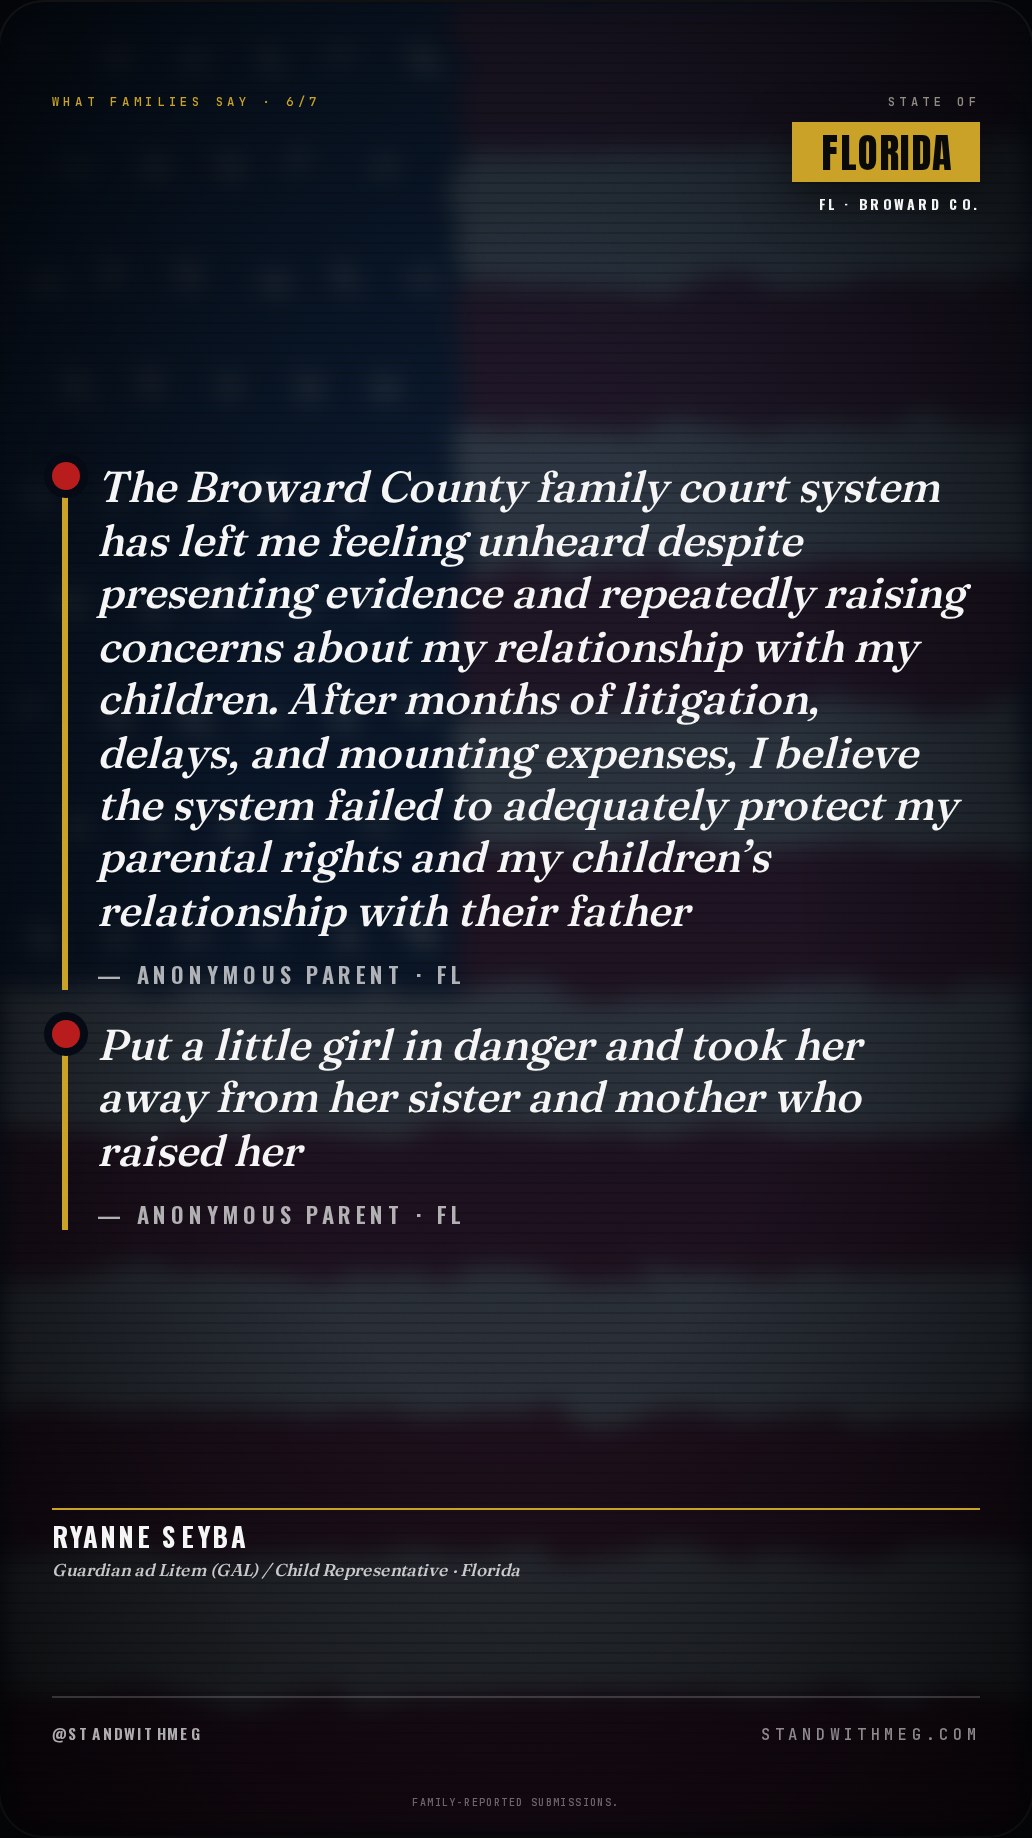 WHAT FAMILIES SAY · 6/7
STATE OF
FLORIDA
FL · BROWARD CO.
The Broward County family court system
has left me feeling unheard despite
presenting evidence and repeatedly raising
concerns about my relationship with my
children. After months of litigation,
delays, and mounting expenses, I believe
the system failed to adequately protect my
parental rights and my children’s
relationship with their father
— ANONYMOUS PARENT · FL
Put a little girl in danger and took her
away from her sister and mother who
raised her
— ANONYMOUS PARENT · FL
RYANNE SEYBA
Guardian ad Litem (GAL) / Child Representative · Florida
@STANDWITHMEG
STANDWITHMEG.COM
FAMILY-REPORTED SUBMISSIONS.